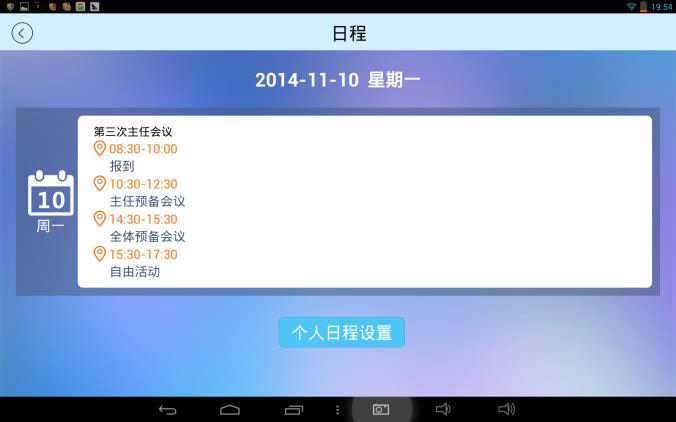 19:54
日程
2014-11-10 星期一
第三次主任会议
08:30-10:00
报到
10:30-12:30
主任预备会议
14:30-15:30
全体预备会议
15:30-17:30
自由活动
10
周一
个人日程设置